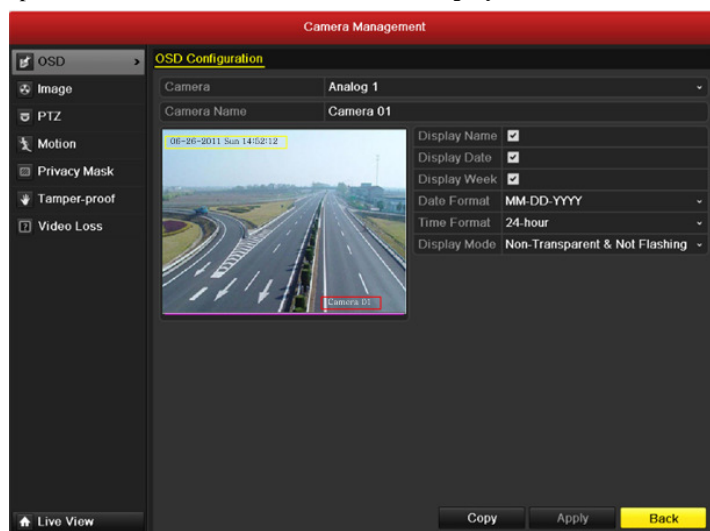 Camera Management
OSD
OSD Configuration
Image
PTZ
Motion
Privacy Mask
Tamper-proof
Video Loss
Camera Analog 1
Camera Name Camera 01
06-26-2011 Sun 14:52:12
Camera 01
Display Name
Display Date
Display Week
Date Format MM-DD-YYYY
Time Format 24-hour
Display Mode Non-Transparent & Not Flashing
Live View
Copy
Apply
Back